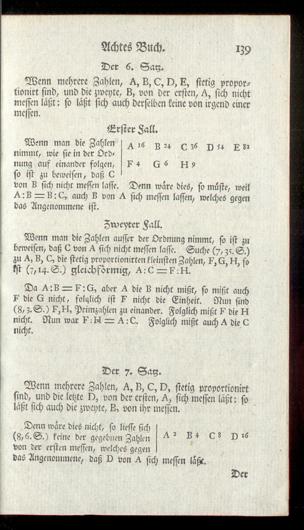 Achtes Buch. 139
Der 6. Satz.
Wenn mehrere Zahlen, A, B, C, D, E, stetig propor-
tionirt sind, und die zweyte, B, von der ersten, A, sich nicht
messen läßt: so läßt sich auch derselben keine von irgend einer
messen.
Erster Fall.
Wenn man die Zahlen
nimmt, wie sie in der Ord-
nung auf einander folgen,
so ist zu beweisen, daß C
A 16 B 24 C 36 D 54 E 81
F 4 G 6 H 9
von B sich nicht messen lasse. Denn wäre dies, so müste, weil
A:B=B:C, auch B von A sich messen lassen, welches gegen
das Angenommene ist.
Zweyter Fall.
Wenn man die Zahlen ausser der Ordnung nimmt, so ist zu
beweisen, daß C von A sich nicht messen lasse. Suche (7,35.S.)
zu A, B, C, die stetig proportionirten kleinsten Zahlen, F, G, H, so
ist (7,14.S.) gleichförmig, A:C=F:H.
Da A:B=F:G, aber A die B nicht mißt, so mißt auch
F die G nicht, folglich ist F nicht die Einheit. Nun sind
(8,3.S.) F, H, Primzahlen zu einander. Folglich mißt F die H
nicht. Nun war F:H=A:C. Folglich mißt auch A die C
nicht.
Der 7. Satz.
Wenn mehrere Zahlen, A, B, C, D, stetig proportionirt
sind, und die letzte D, von der ersten, A, sich messen läßt: so
läßt sich auch die zweyte, B, von ihr messen.
Denn wäre dies nicht, so liesse sich
(8,6.S.) keine der gegebnen Zahlen
von der ersten messen, welches gegen
A 2 B 4 C 8 D 16
das Angenommene, daß D von A sich messen läßt.
Der